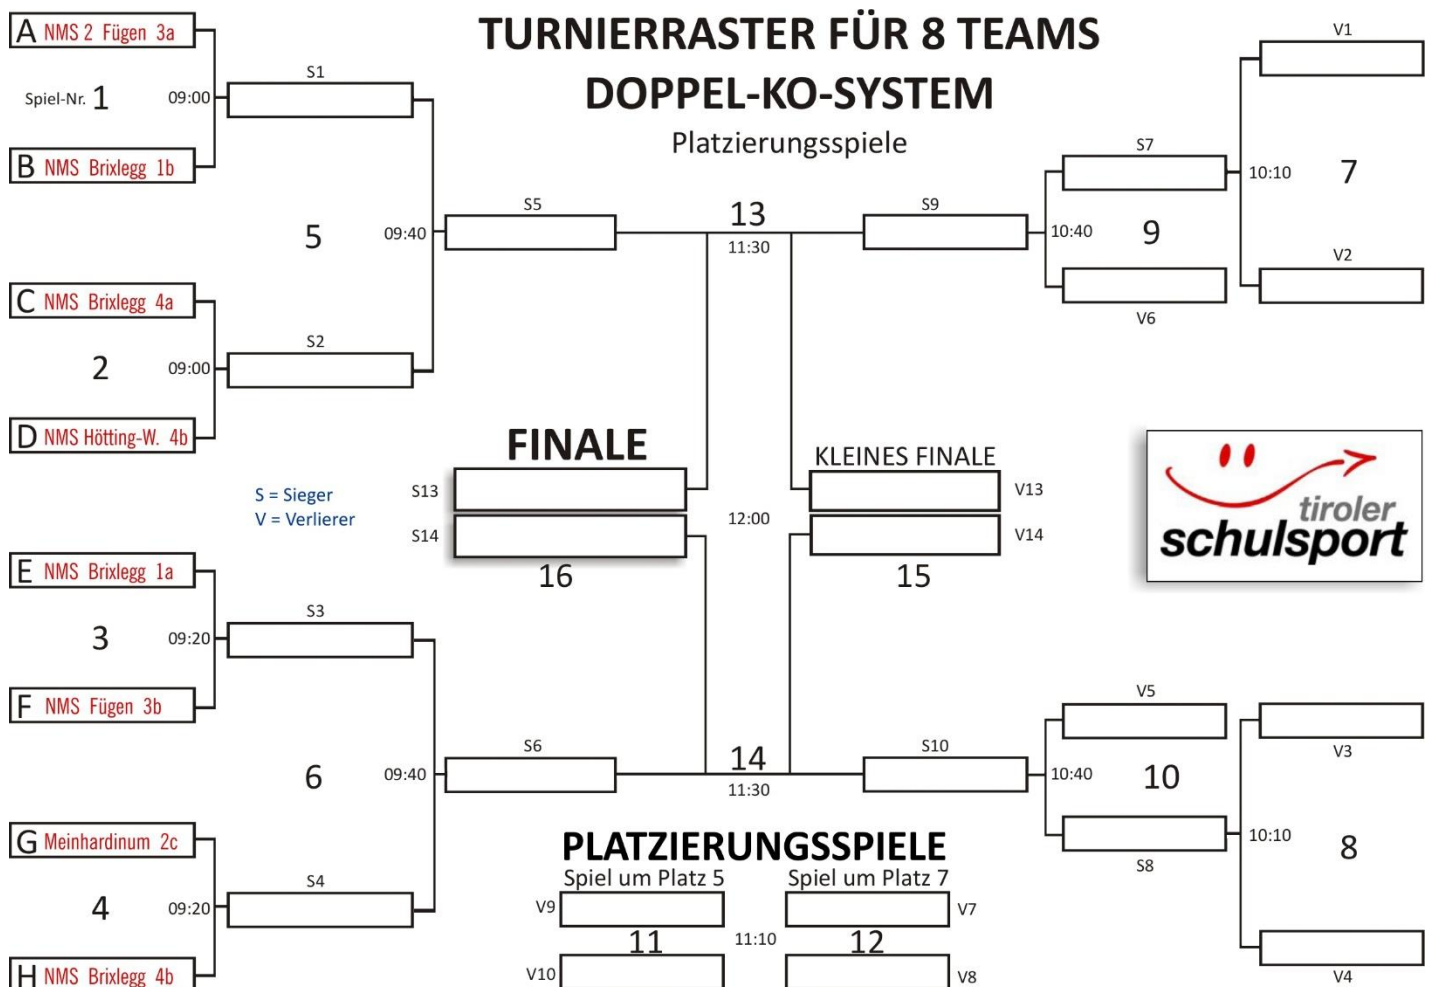 TURNIERRASTER FÜR 8 TEAMS
DOPPEL-KO-SYSTEM
Platzierungsspiele
A NMS 2 Fügen 3a
Spiel-Nr. 1
09:00
S1
B NMS Brixlegg 1b
5
09:40
S5
C NMS Brixlegg 4a
2
09:00
S2
D NMS Hötting-W. 4b
S = Sieger
V = Verlierer
E NMS Brixlegg 1a
3
09:20
S3
F NMS Fügen 3b
6
09:40
S6
G Meinhardinum 2c
4
09:20
S4
H NMS Brixlegg 4b
13
11:30
FINALE
S13
S14
16
12:00
KLEINES FINALE
V13
V14
15
14
11:30
PLATZIERUNGSSPIELE
Spiel um Platz 5
V9
11
V10
11:10
Spiel um Platz 7
V7
12
V8
S9
10:40
9
S7
V6
10:10
7
V1
V2
tiroler
schulsport
S10
10:40
10
V5
S8
10:10
8
V3
V4